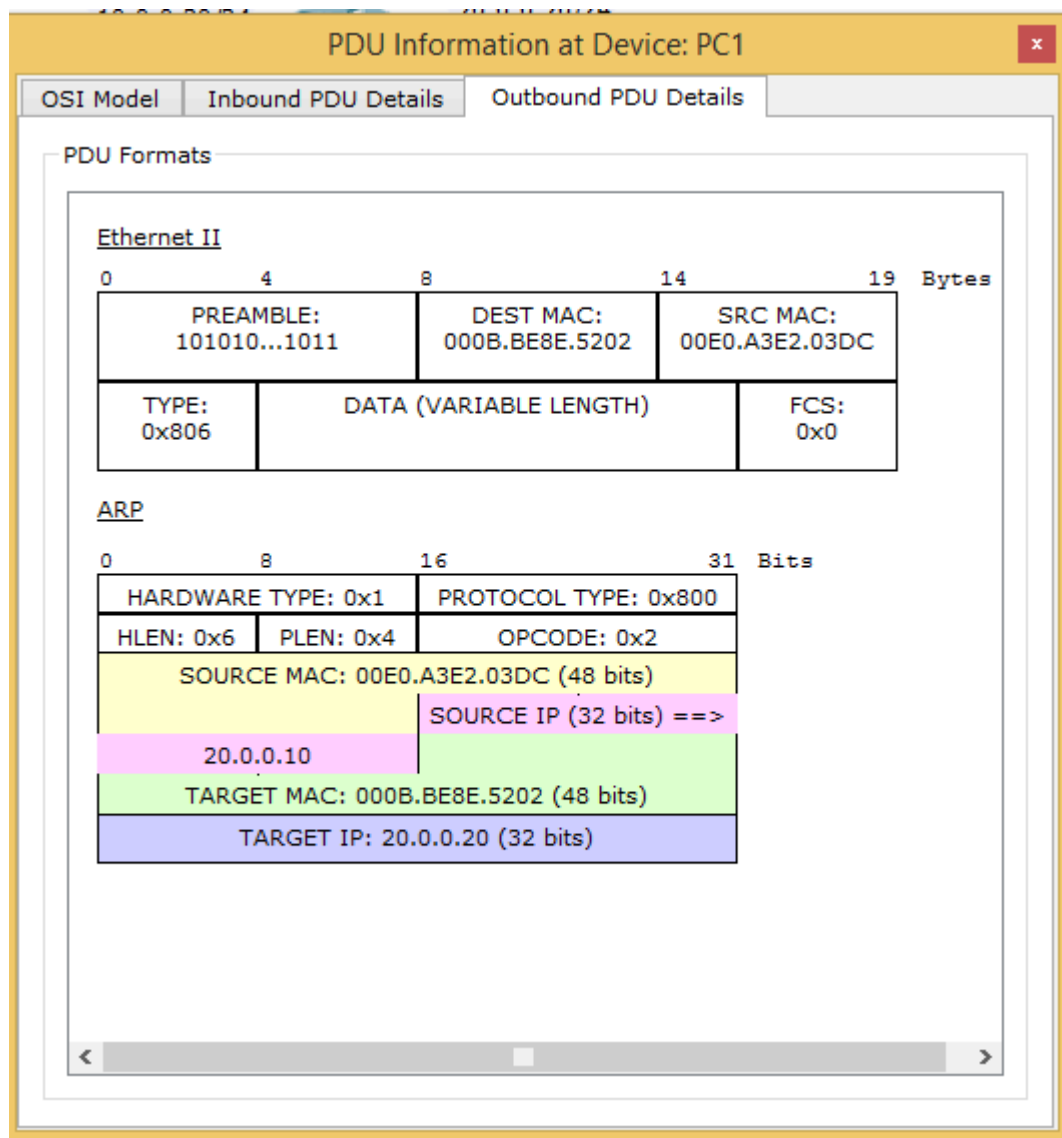 PDU Information at Device: PC1
x
OSI Model Inbound PDU Details Outbound PDU Details
PDU Formats
Ethernet II
0 4 8 14 19 Bytes
PREAMBLE: DEST MAC: SRC MAC:
101010...1011 000B.BE8E.5202 00E0.A3E2.03DC
TYPE: DATA (VARIABLE LENGTH) FCS:
0x806 0x0
ARP
0 8 16 31 Bits
HARDWARE TYPE: 0x1 PROTOCOL TYPE: 0x800
HLEN: 0x6 PLEN: 0x4 OPCODE: 0x2
SOURCE MAC: 00E0.A3E2.03DC (48 bits)
SOURCE IP (32 bits) ==>
20.0.0.10
TARGET MAC: 000B.BE8E.5202 (48 bits)
TARGET IP: 20.0.0.20 (32 bits)